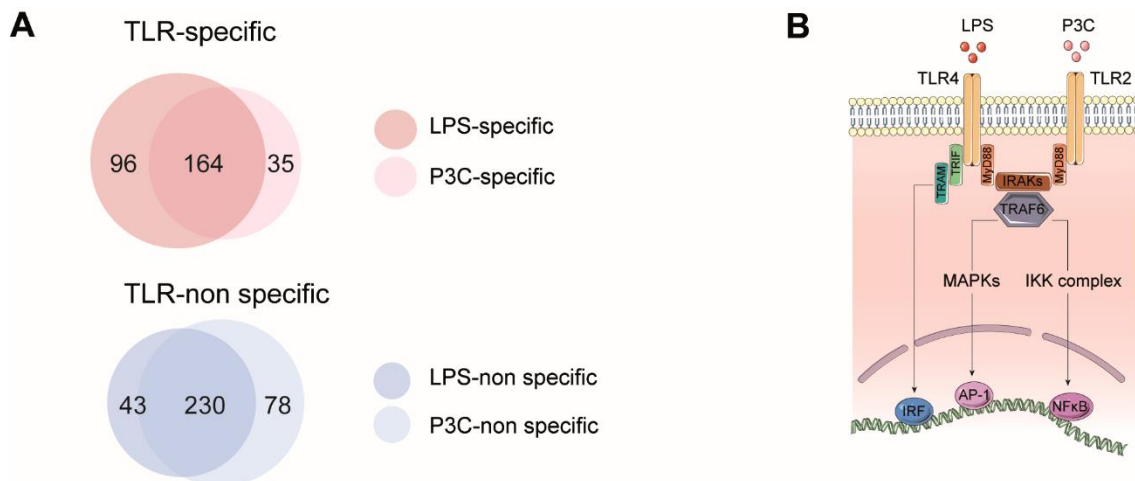 A
TLR-specific
96
164
35
LPS-specific
P3C-specific
TLR-non specific
43
230
78
LPS-non specific
P3C-non specific
B
LPS
P3C
TLR4
TLR2
TRAM
TRIF
MyD88
IRAKs
MyD88
TRAF6
MAPKs
IKK complex
IRF
AP-1
NFκB